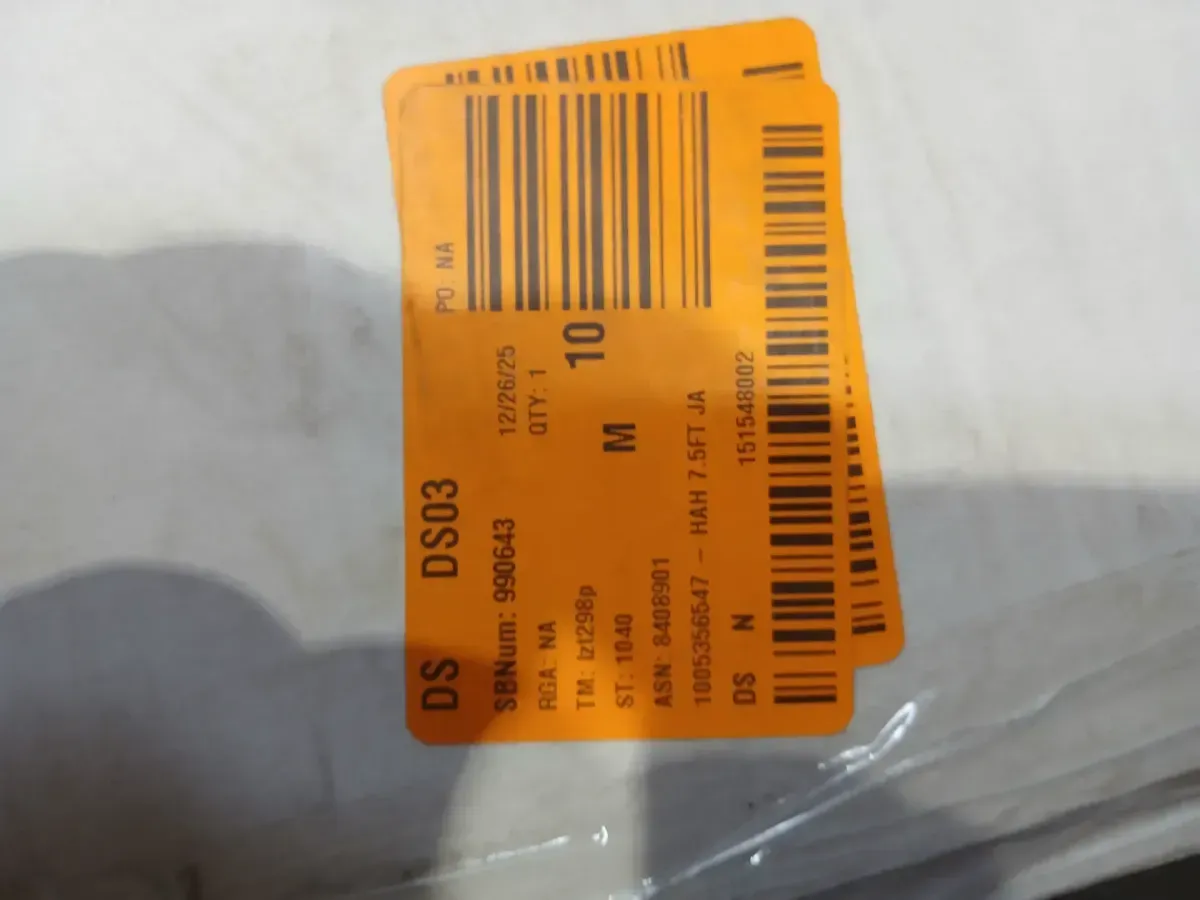 DS DS03 PO: NA
SBNum: 990643 12/26/25
RGA: NA QTY: 1
TM: lzt298p 10
ST: 1040 M
ASN: 8408901
1005356547 - HAH 7.5FT JA
DS N 151548002